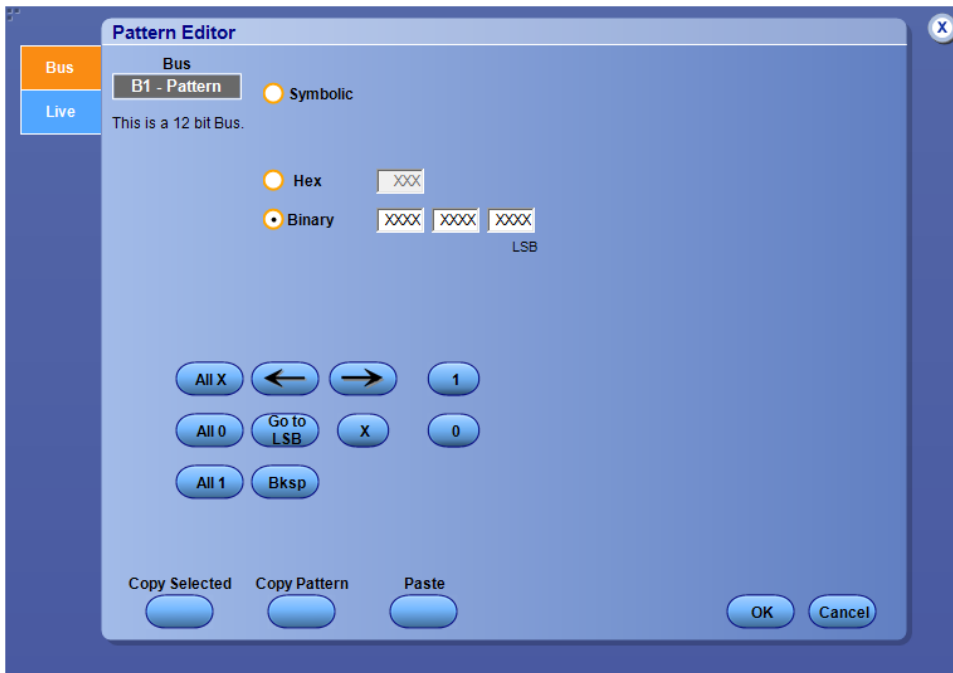 Pattern Editor
X
Bus
Live
Bus
B1 - Pattern
This is a 12 bit Bus.
Symbolic
Hex XXX
Binary XXXX XXXX XXXX
LSB
All X 1
All 0 Go to LSB X 0
All 1 Bksp
Copy Selected Copy Pattern Paste
OK Cancel